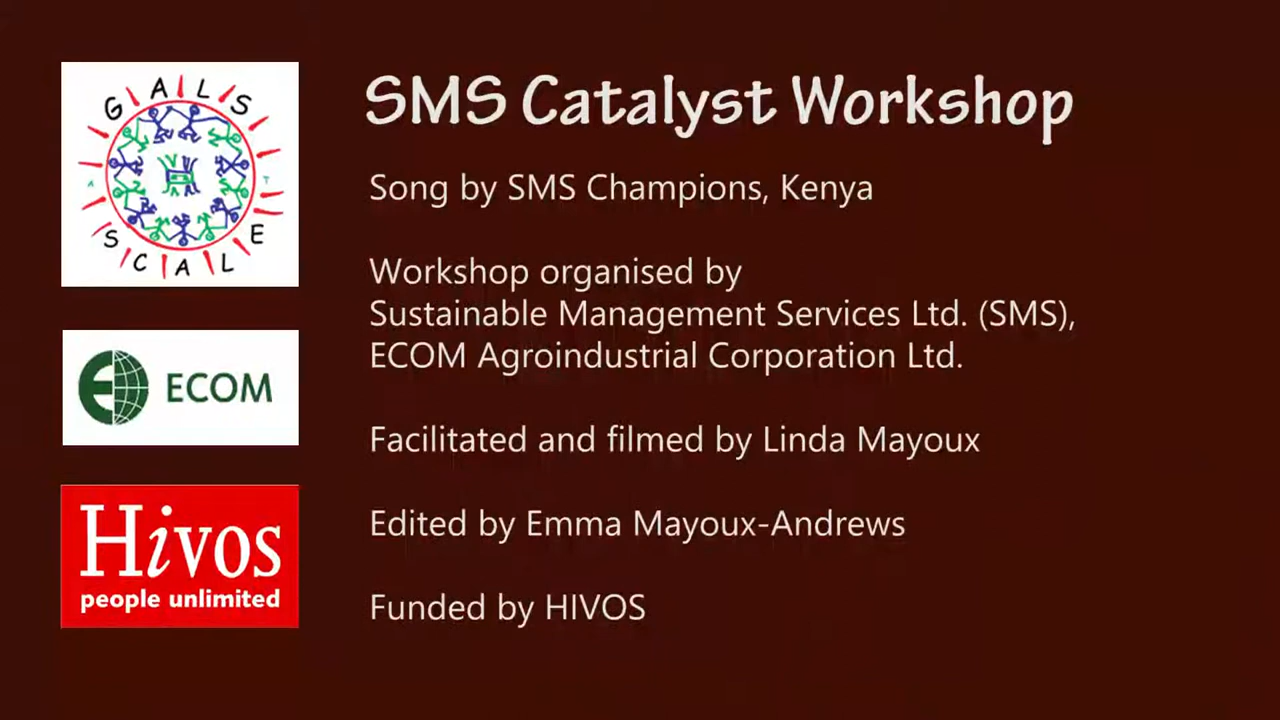 GALS
SCALE
ECOM
Hivos
people unlimited
SMS Catalyst Workshop
Song by SMS Champions, Kenya
Workshop organised by
Sustainable Management Services Ltd. (SMS),
ECOM Agroindustrial Corporation Ltd.
Facilitated and filmed by Linda Mayoux
Edited by Emma Mayoux-Andrews
Funded by HIVOS